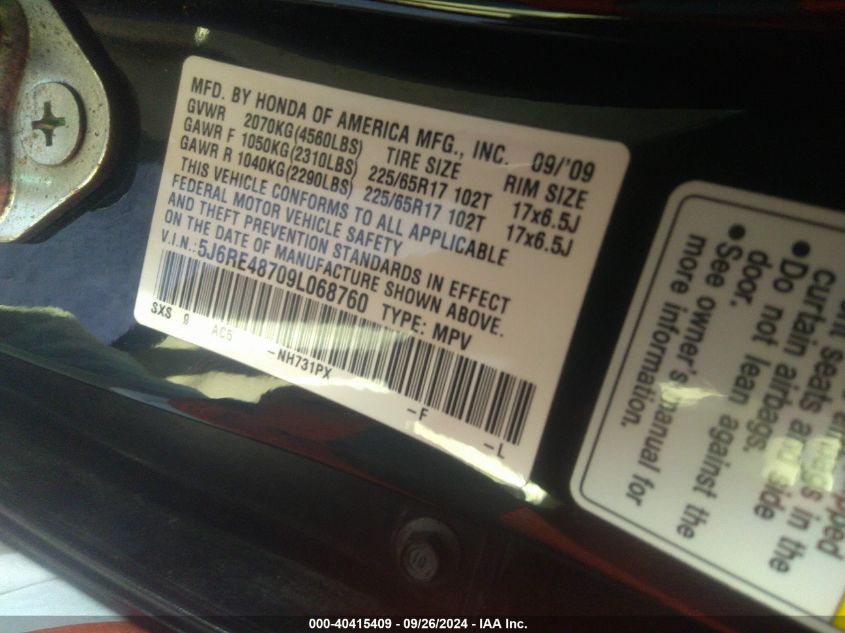 MFD. BY HONDA OF AMERICA MFG., INC. 09/'09
GVWR 2070KG(4560LBS) TIRE SIZE RIM SIZE
GAWR F 1050KG(2310LBS) 225/65R17 102T 17x6.5J
GAWR R 1040KG(2290LBS) 225/65R17 102T 17x6.5J
THIS VEHICLE CONFORMS TO ALL APPLICABLE
FEDERAL MOTOR VEHICLE SAFETY
AND THEFT PREVENTION STANDARDS IN EFFECT
ON THE DATE OF MANUFACTURE SHOWN ABOVE.
V.I.N.: 5J6RE48709L068760 TYPE: MPV
SXS 9 AC6 -NH731PX -F -L
curtain airbags.
• Do not lean against the
door.
• See owner's manual for
more information.
10
000-40415409 - 09/26/2024 - IAA Inc.